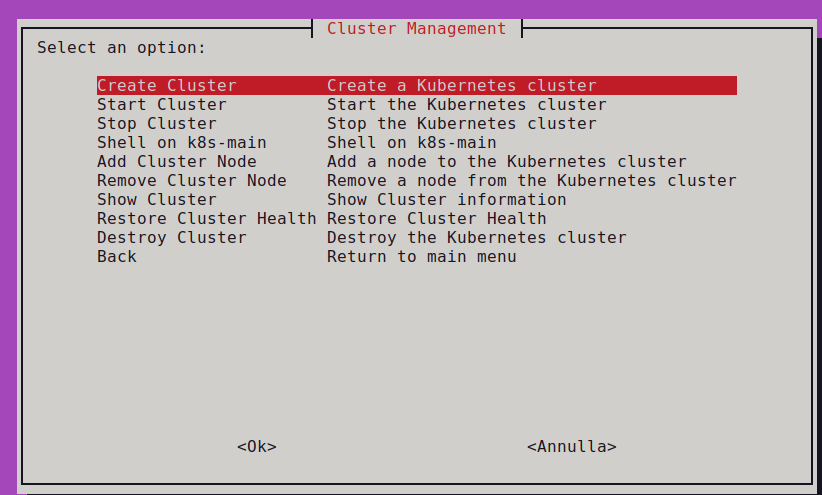 Cluster Management
Select an option:
Create Cluster Create a Kubernetes cluster
Start Cluster Start the Kubernetes cluster
Stop Cluster Stop the Kubernetes cluster
Shell on k8s-main Shell on k8s-main
Add Cluster Node Add a node to the Kubernetes cluster
Remove Cluster Node Remove a node from the Kubernetes cluster
Show Cluster Show Cluster information
Restore Cluster Health Restore Cluster Health
Destroy Cluster Destroy the Kubernetes cluster
Back Return to main menu
<Ok> <Annulla>